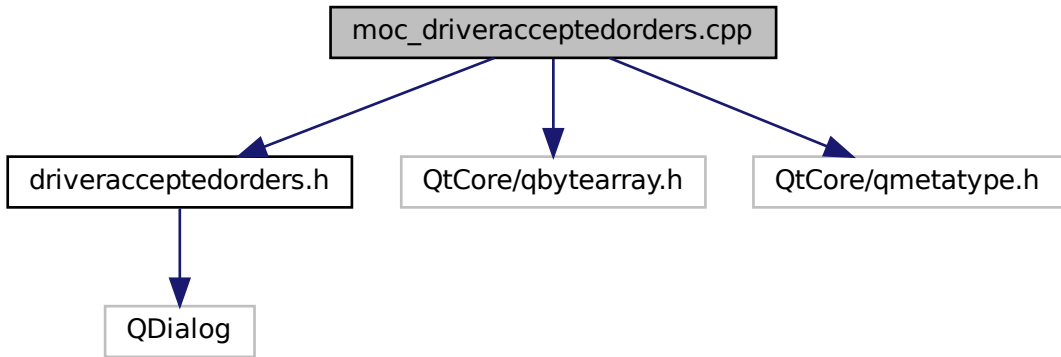 moc_driveracceptedorders.cpp
driveracceptedorders.h
QtCore/qbytearray.h
QtCore/qmetatype.h
QDialog